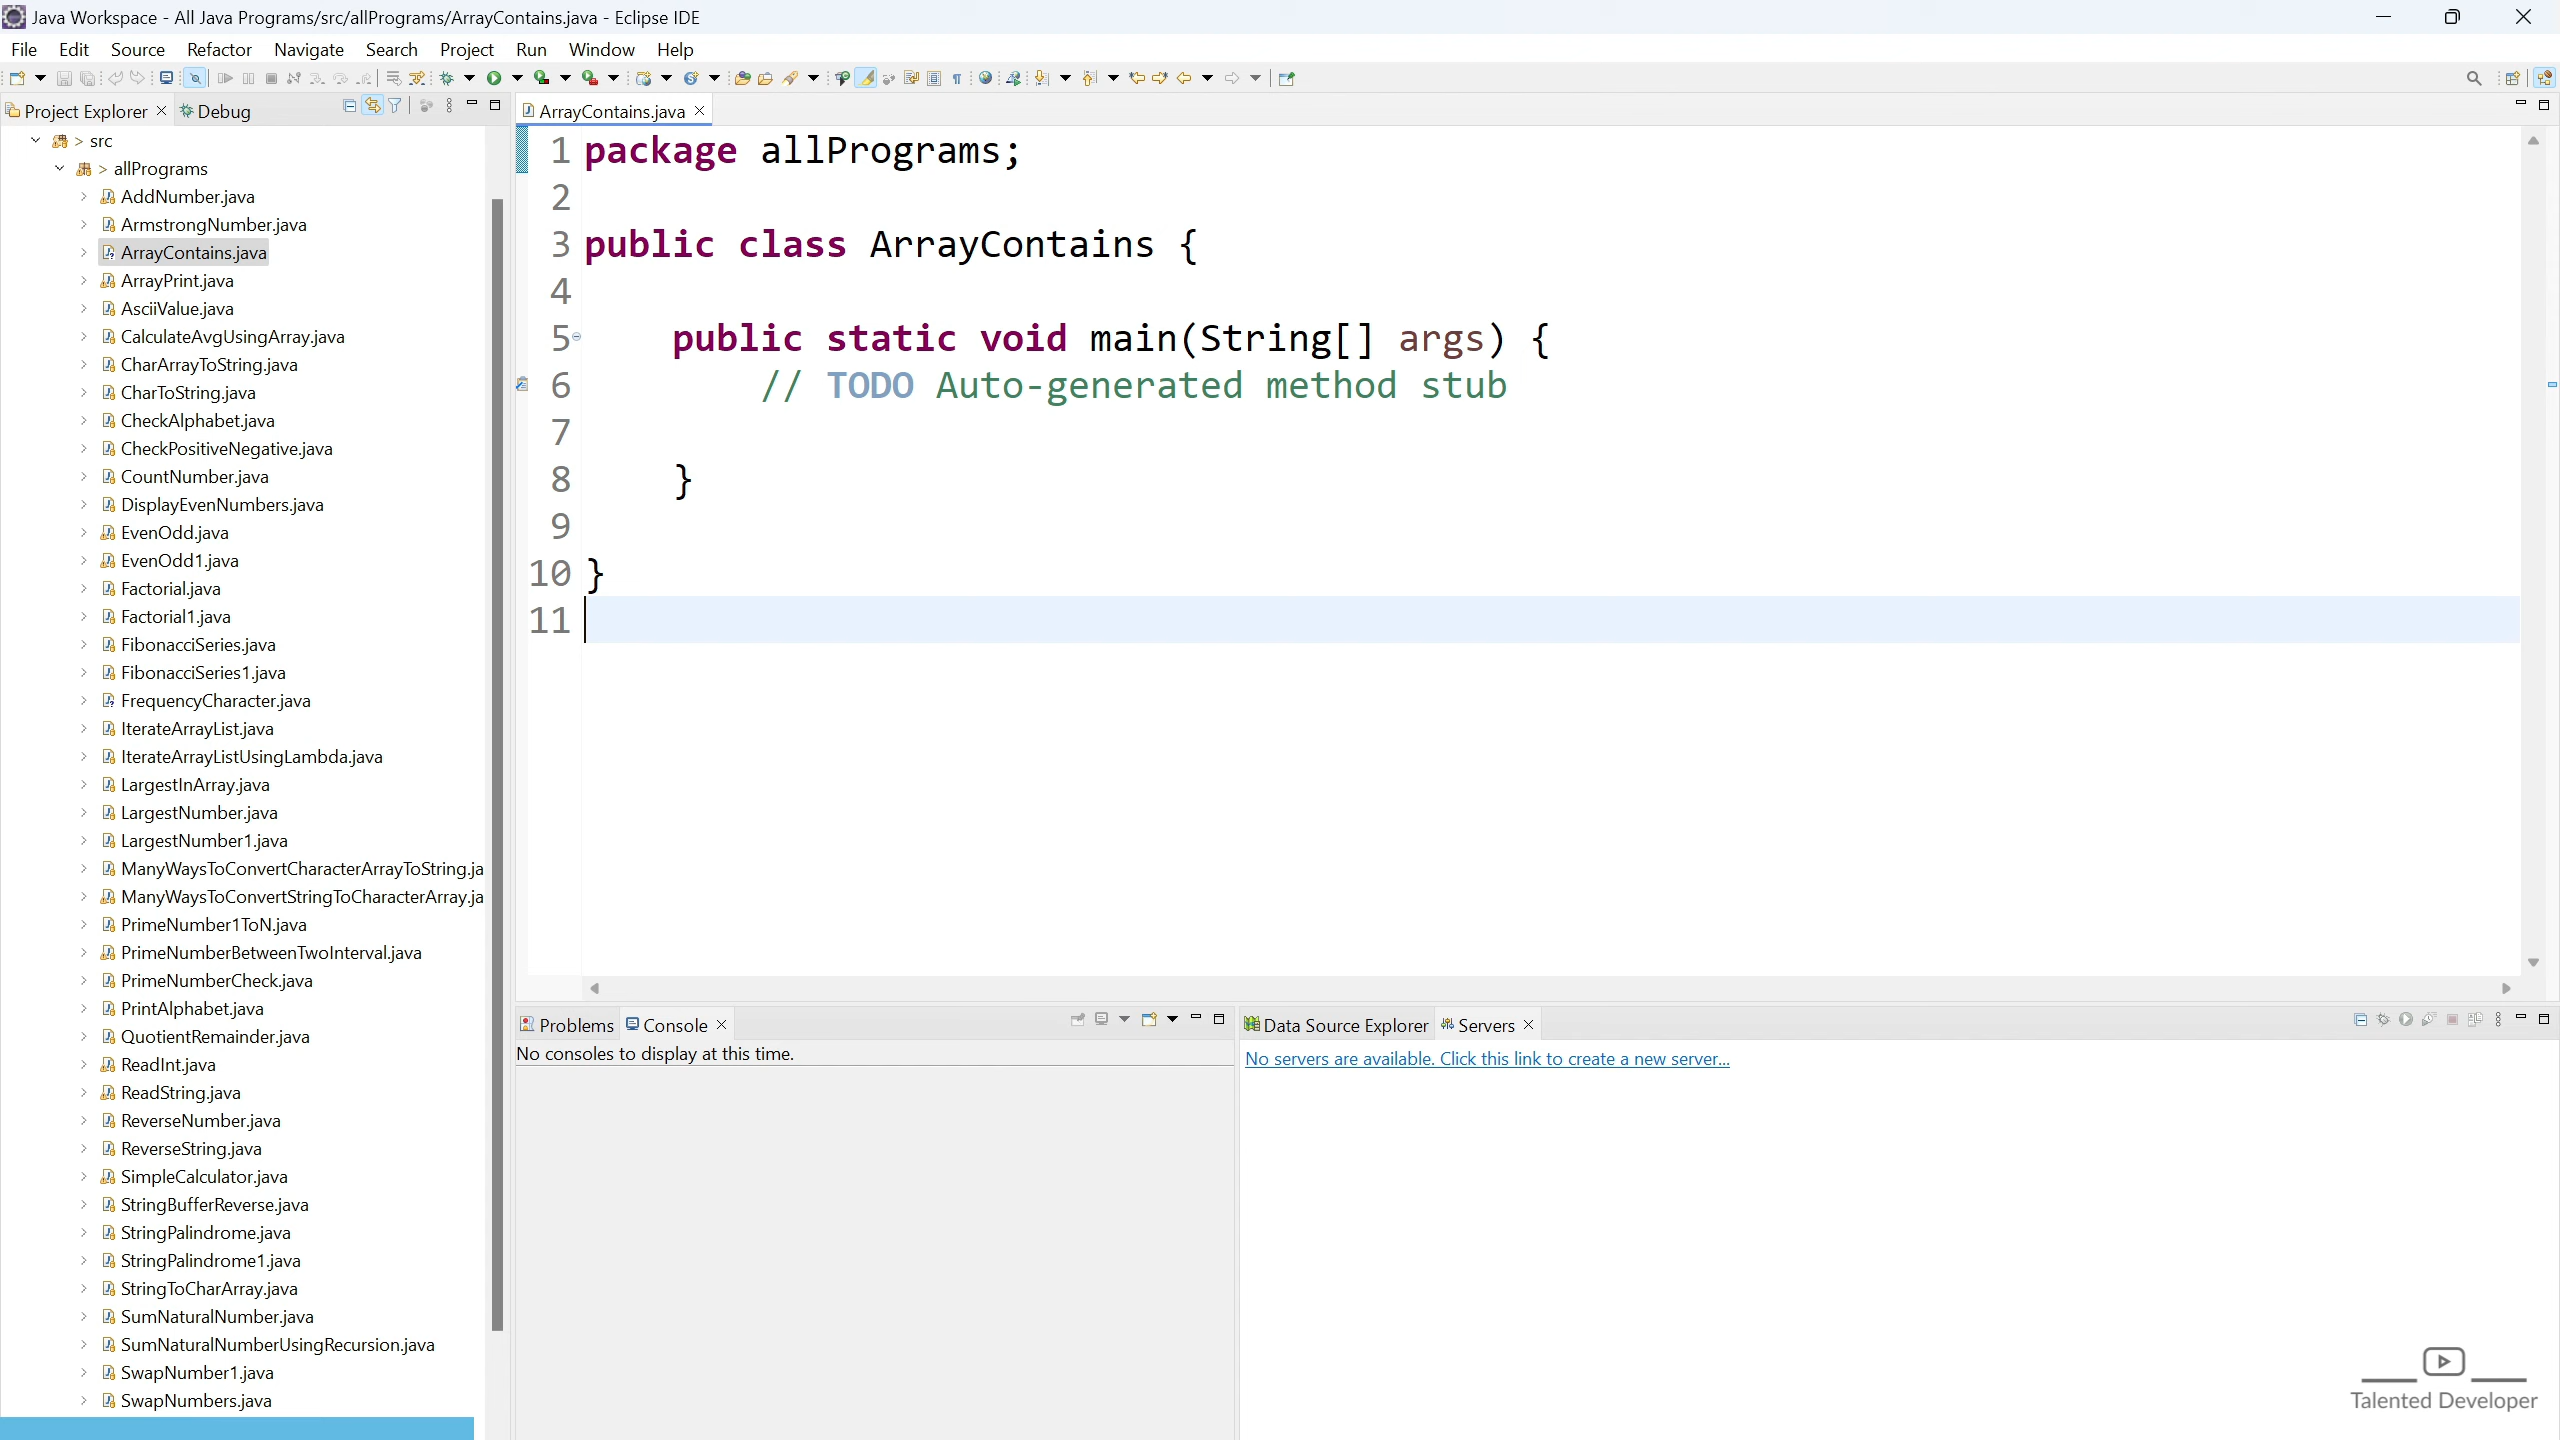 Java Workspace - All Java Programs/src/allPrograms/ArrayContains.java - Eclipse IDE
File Edit Source Refactor Navigate Search Project Run Window Help
Project Explorer Debug
ArrayContains.java
> src
> allPrograms
AddNumber.java
ArmstrongNumber.java
ArrayContains.java
ArrayPrint.java
AsciiValue.java
CalculateAvgUsingArray.java
CharArrayToString.java
CharToString.java
CheckAlphabet.java
CheckPositiveNegative.java
CountNumber.java
DisplayEvenNumbers.java
EvenOdd.java
EvenOdd1.java
Factorial.java
Factorial1.java
FibonacciSeries.java
FibonacciSeries1.java
FrequencyCharacter.java
IterateArrayList.java
IterateArrayListUsingLambda.java
LargestInArray.java
LargestNumber.java
LargestNumber1.java
ManyWaysToConvertCharacterArrayToString.ja
ManyWaysToConvertStringToCharacterArray.ja
PrimeNumber1ToN.java
PrimeNumberBetweenTwoInterval.java
PrimeNumberCheck.java
PrintAlphabet.java
QuotientRemainder.java
ReadInt.java
ReadString.java
ReverseNumber.java
ReverseString.java
SimpleCalculator.java
StringBufferReverse.java
StringPalindrome.java
StringPalindrome1.java
StringToCharArray.java
SumNaturalNumber.java
SumNaturalNumberUsingRecursion.java
SwapNumber1.java
SwapNumbers.java
1 package allPrograms;
2
3 public class ArrayContains {
4
5 public static void main(String[] args) {
6 // TODO Auto-generated method stub
7
8 }
9
10 }
11
Problems Console
No consoles to display at this time.
Data Source Explorer Servers
No servers are available. Click this link to create a new server...
Talented Developer